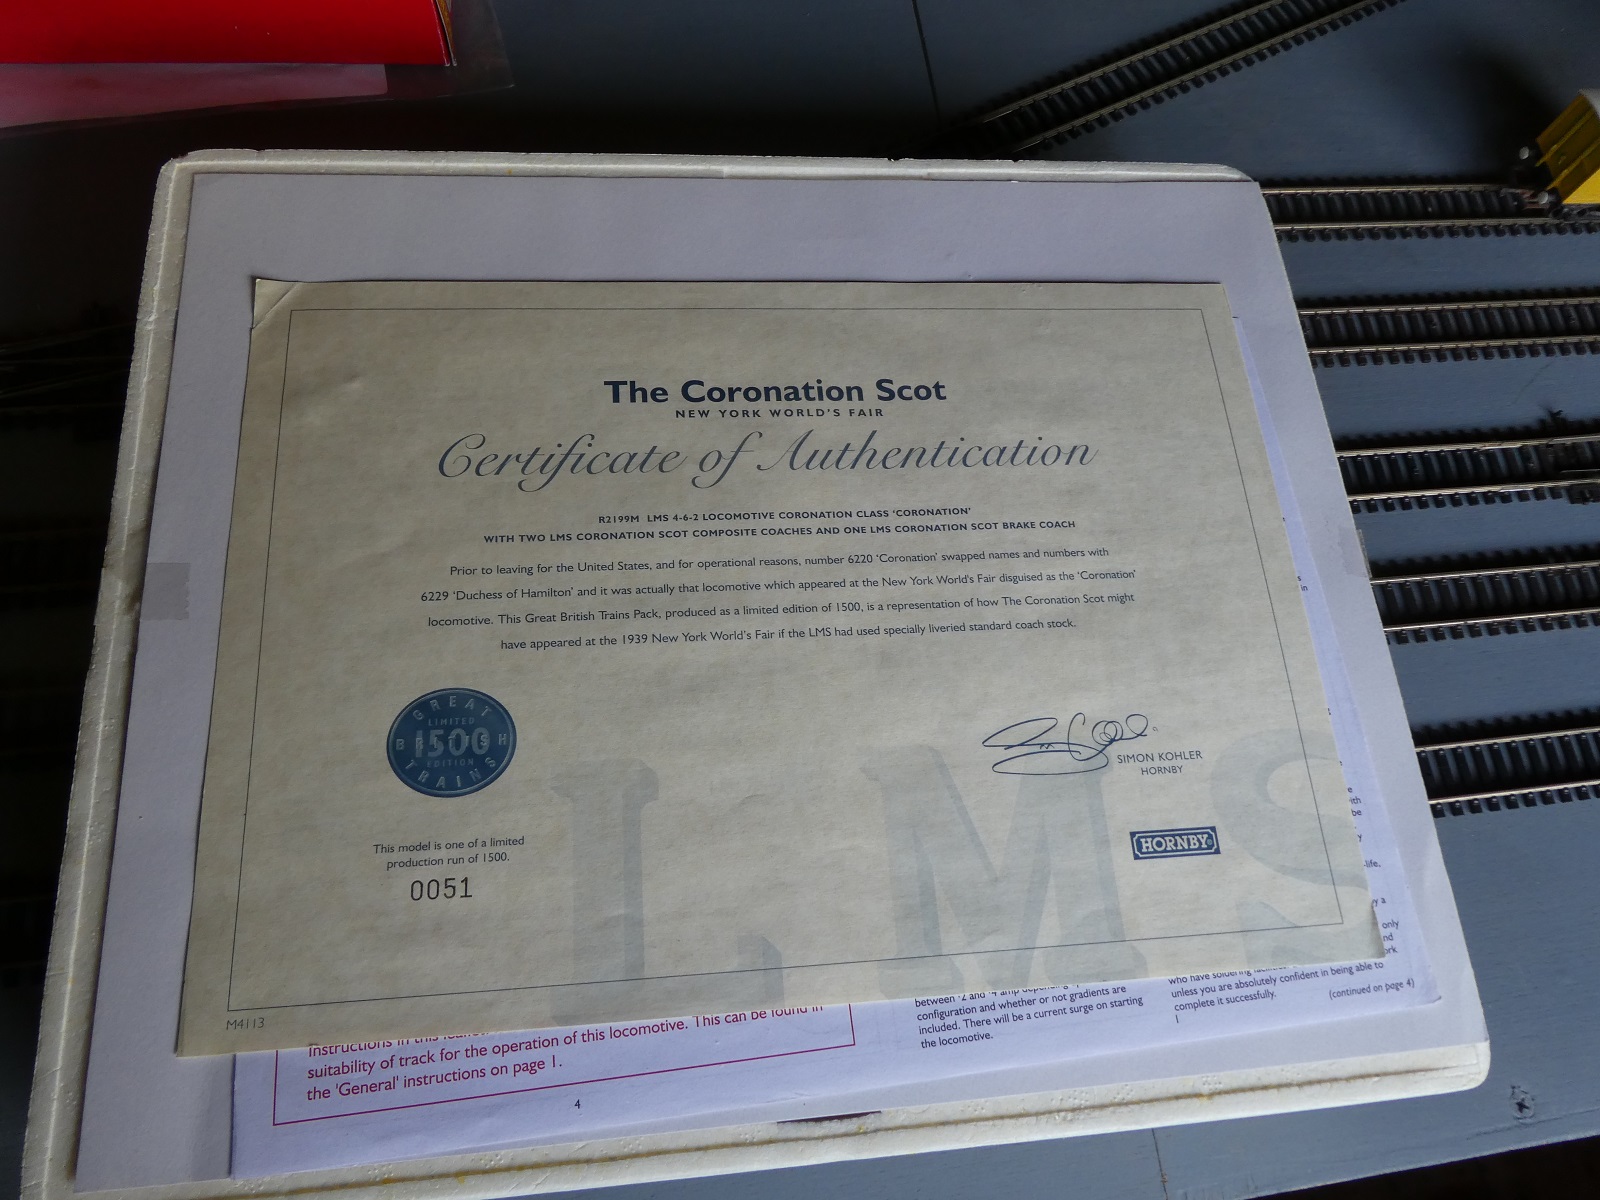 The Coronation Scot
NEW YORK WORLD'S FAIR
Certificate of Authentication
R2199M LMS 4-6-2 LOCOMOTIVE CORONATION CLASS 'CORONATION'
WITH TWO LMS CORONATION SCOT COMPOSITE COACHES AND ONE LMS CORONATION SCOT BRAKE COACH
Prior to leaving for the United States, and for operational reasons, number 6220 'Coronation' swapped names and numbers with
6229 'Duchess of Hamilton' and it was actually that locomotive which appeared at the New York World's Fair disguised as the 'Coronation'
locomotive. This Great British Trains Pack, produced as a limited edition of 1500, is a representation of how The Coronation Scot might
have appeared at the 1939 New York World's Fair if the LMS had used specially liveried standard coach stock.
GREAT
LIMITED
BRITISH
1500
EDITION
TRAINS
SIMON KOHLER
HORNBY
HORNBY
This model is one of a limited
production run of 1500.
0051
LMS
M4113
suitability of track for the operation of this locomotive. This can be found in
the 'General' instructions on page 1.
4
configuration and whether or not gradients are
included. There will be a current surge on starting
the locomotive.
only
who have
unless you are absolutely confident in being able to
complete it successfully.
(continued on page 4)